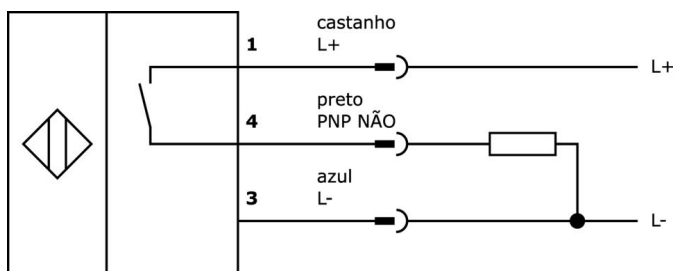 castanho
1 L+
L+
preto
4 PNP NÃO
azul
3 L-
L-